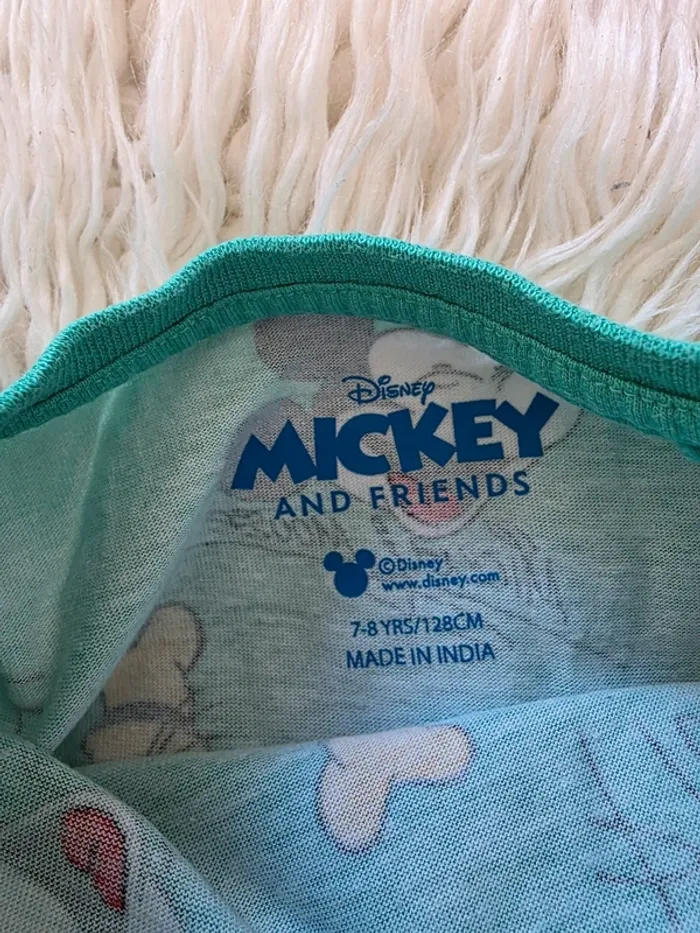 Disney
MICKEY
AND FRIENDS
©Disney
www.disney.com
7-8 YRS/128CM
MADE IN INDIA